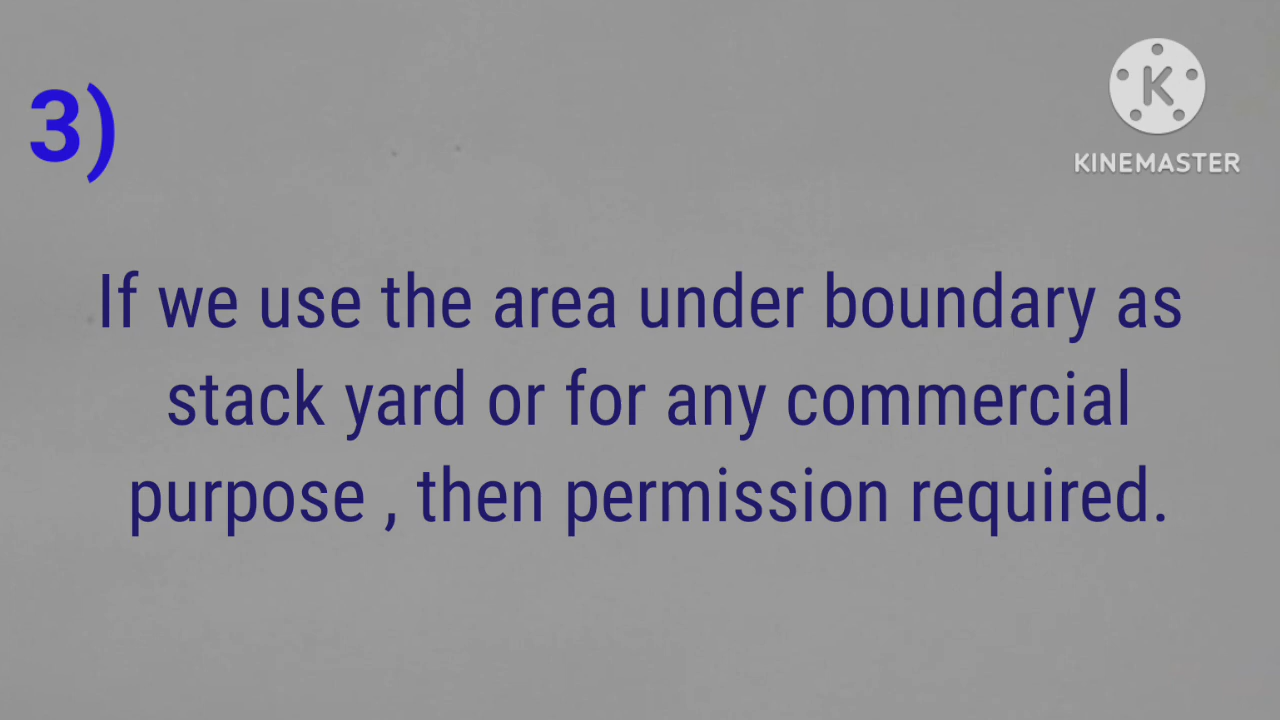 3)
KINEMASTER
If we use the area under boundary as
stack yard or for any commercial
purpose , then permission required.